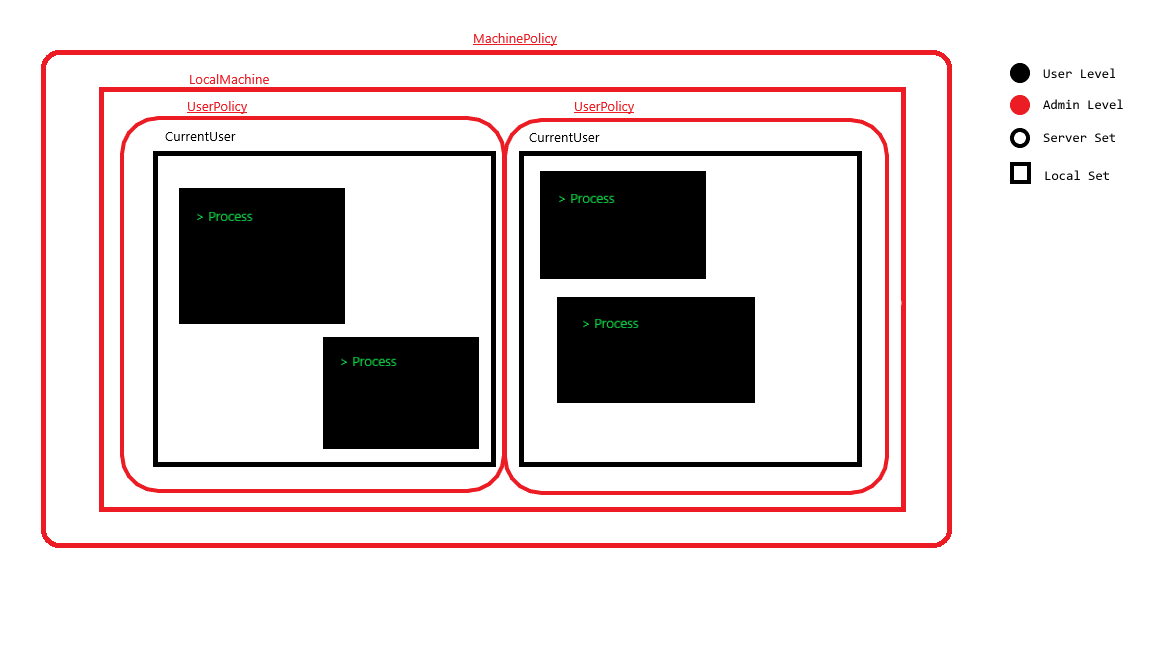 MachinePolicy
LocalMachine
UserPolicy
UserPolicy
CurrentUser
CurrentUser
> Process
> Process
> Process
> Process
User Level
Admin Level
Server Set
Local Set